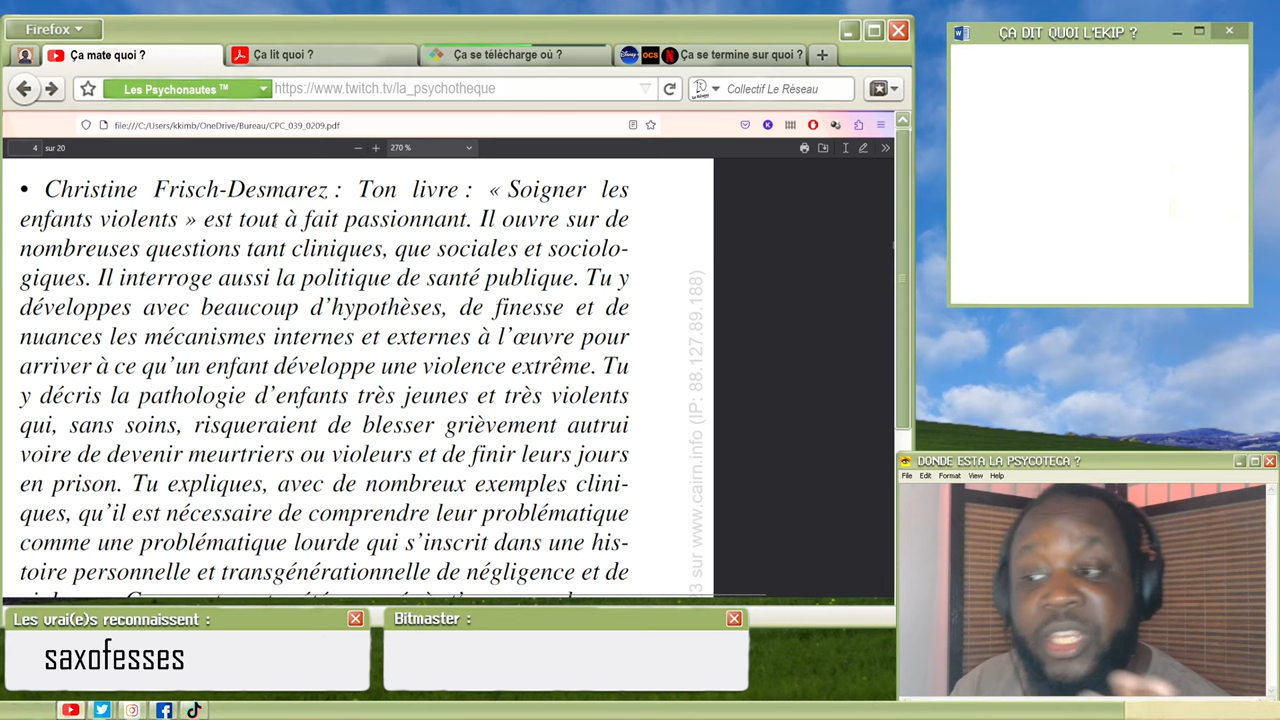 Firefox
Ça mate quoi ?
Ça lit quoi ?
Ça se télécharge où ?
Disney+
OCS
Ça se termine sur quoi ?
Les Psychonautes ™
https://www.twitch.tv/la_psychotheque
Collectif Le Réseau
file:///C:/Users/kkimb/OneDrive/Bureau/CPC_039_0209.pdf
4 sur 20
270 %
• Christine Frisch-Desmarez : Ton livre : « Soigner les
enfants violents » est tout à fait passionnant. Il ouvre sur de
nombreuses questions tant cliniques, que sociales et sociolo-
giques. Il interroge aussi la politique de santé publique. Tu y
développes avec beaucoup d’hypothèses, de finesse et de
nuances les mécanismes internes et externes à l’œuvre pour
arriver à ce qu’un enfant développe une violence extrême. Tu
y décris la pathologie d’enfants très jeunes et très violents
qui, sans soins, risqueraient de blesser grièvement autrui
voire de devenir meurtriers ou violeurs et de finir leurs jours
en prison. Tu expliques, avec de nombreux exemples clini-
ques, qu’il est nécessaire de comprendre leur problématique
comme une problématique lourde qui s’inscrit dans une his-
toire personnelle et transgénérationnelle de négligence et de
3 sur www.cairn.info (IP: 88.127.89.188)
ÇA DIT QUOI L'EKIP ?
DONDE ESTA LA PSYCOTECA ?
File Edit Format View Help
Les vrai(e)s reconnaissent :
saxofesses
Bitmaster :